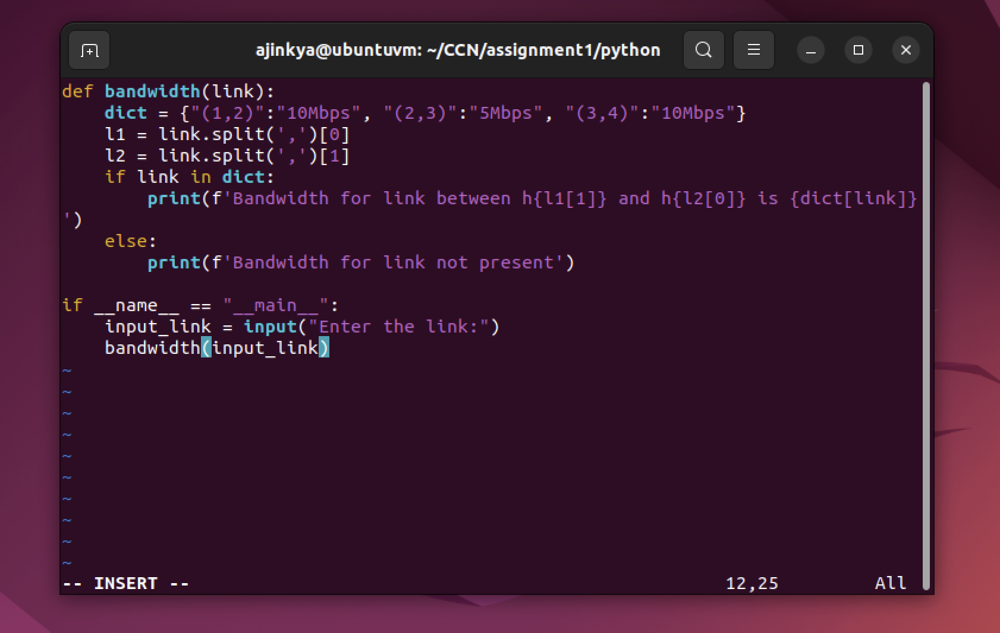 ajinkya@ubuntuvm: ~/CCN/assignment1/python
def bandwidth(link):
    dict = {"(1,2)":"10Mbps", "(2,3)":"5Mbps", "(3,4)":"10Mbps"}
    l1 = link.split(',')[0]
    l2 = link.split(',')[1]
    if link in dict:
        print(f'Bandwidth for link between h{l1[1]} and h{l2[0]} is {dict[link]}
')
    else:
        print(f'Bandwidth for link not present')

if __name__ == "__main__":
    input_link = input("Enter the link:")
    bandwidth(input_link)
~
~
~
~
~
~
~
~
~
~
-- INSERT -- 12,25 All